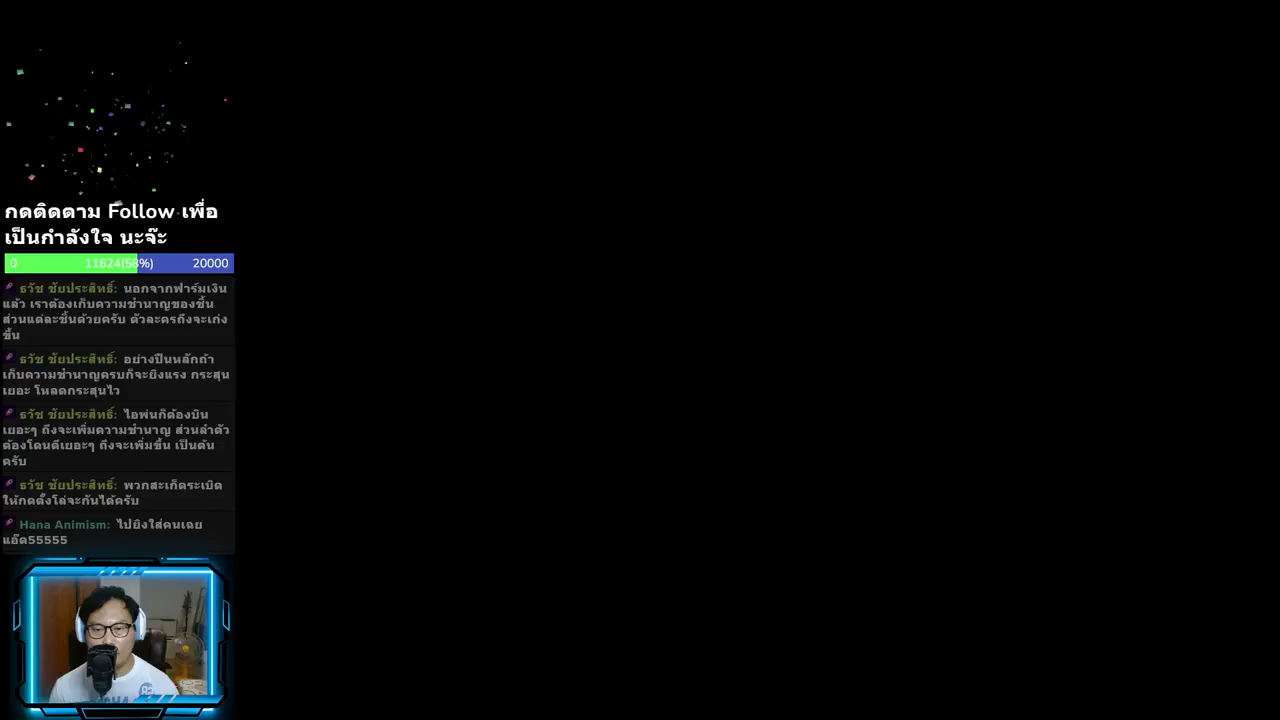 กดติดตาม Follow เพื่อ
เป็นกำลังใจ นะจ๊ะ
0 11624(58%) 20000
ธวัช ชัยประสิทธิ์: นอกจากฟาร์มเงิน
แล้ว เราต้องเก็บความชำนาญของชิ้น
ส่วนแต่ละชิ้นด้วยครับ ตัวละครถึงจะเก่ง
ขึ้น
ธวัช ชัยประสิทธิ์: อย่างปืนหลักถ้า
เก็บความชำนาญครบก็จะยิงแรง กระสุน
เยอะ โหลดกระสุนไว
ธวัช ชัยประสิทธิ์: ไอพ่นก็ต้องบิน
เยอะๆ ถึงจะเพิ่มความชำนาญ ส่วนลำตัว
ต้องโดนตีเยอะๆ ถึงจะเพิ่มขึ้น เป็นต้น
ครับ
ธวัช ชัยประสิทธิ์: พวกสะเก็ดระเบิด
ให้กดตั้งโล่จะกันได้ครับ
Hana Animism: ไปยิงใส่คนเฉย
แอ๊ด55555